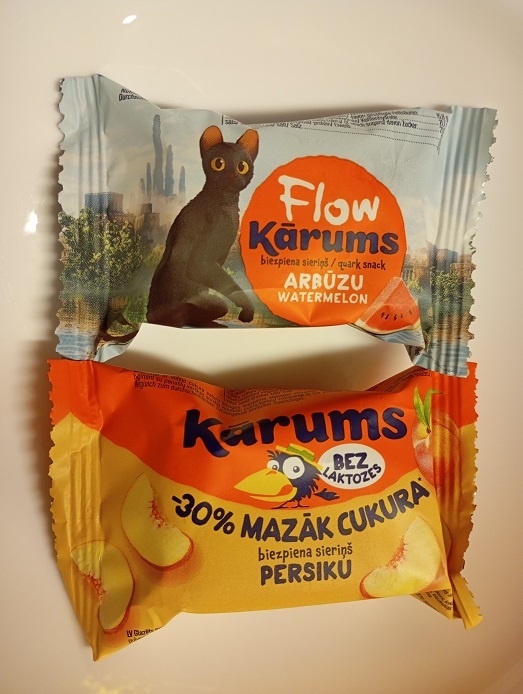 Flow
Kārums
biezpiena sieriņš / quark snack
ARBŪZU
WATERMELON
Kārums
BEZ
LAKTOZES
-30% MAZĀK CUKURA*
biezpiena sieriņš
PERSIKU